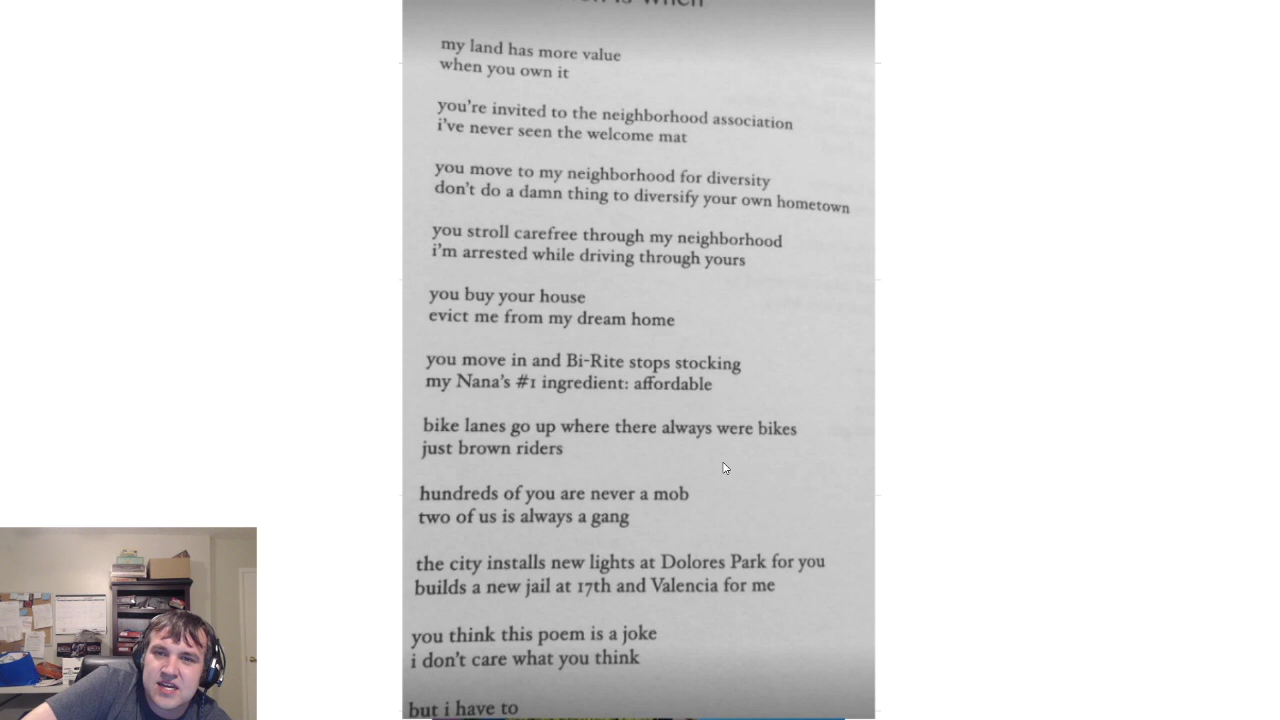 is when
my land has more value
when you own it
you're invited to the neighborhood association
i've never seen the welcome mat
you move to my neighborhood for diversity
don't do a damn thing to diversify your own hometown
you stroll carefree through my neighborhood
i'm arrested while driving through yours
you buy your house
evict me from my dream home
you move in and Bi-Rite stops stocking
my Nana's #1 ingredient: affordable
bike lanes go up where there always were bikes
just brown riders
hundreds of you are never a mob
two of us is always a gang
the city installs new lights at Dolores Park for you
builds a new jail at 17th and Valencia for me
you think this poem is a joke
i don't care what you think
but i have to